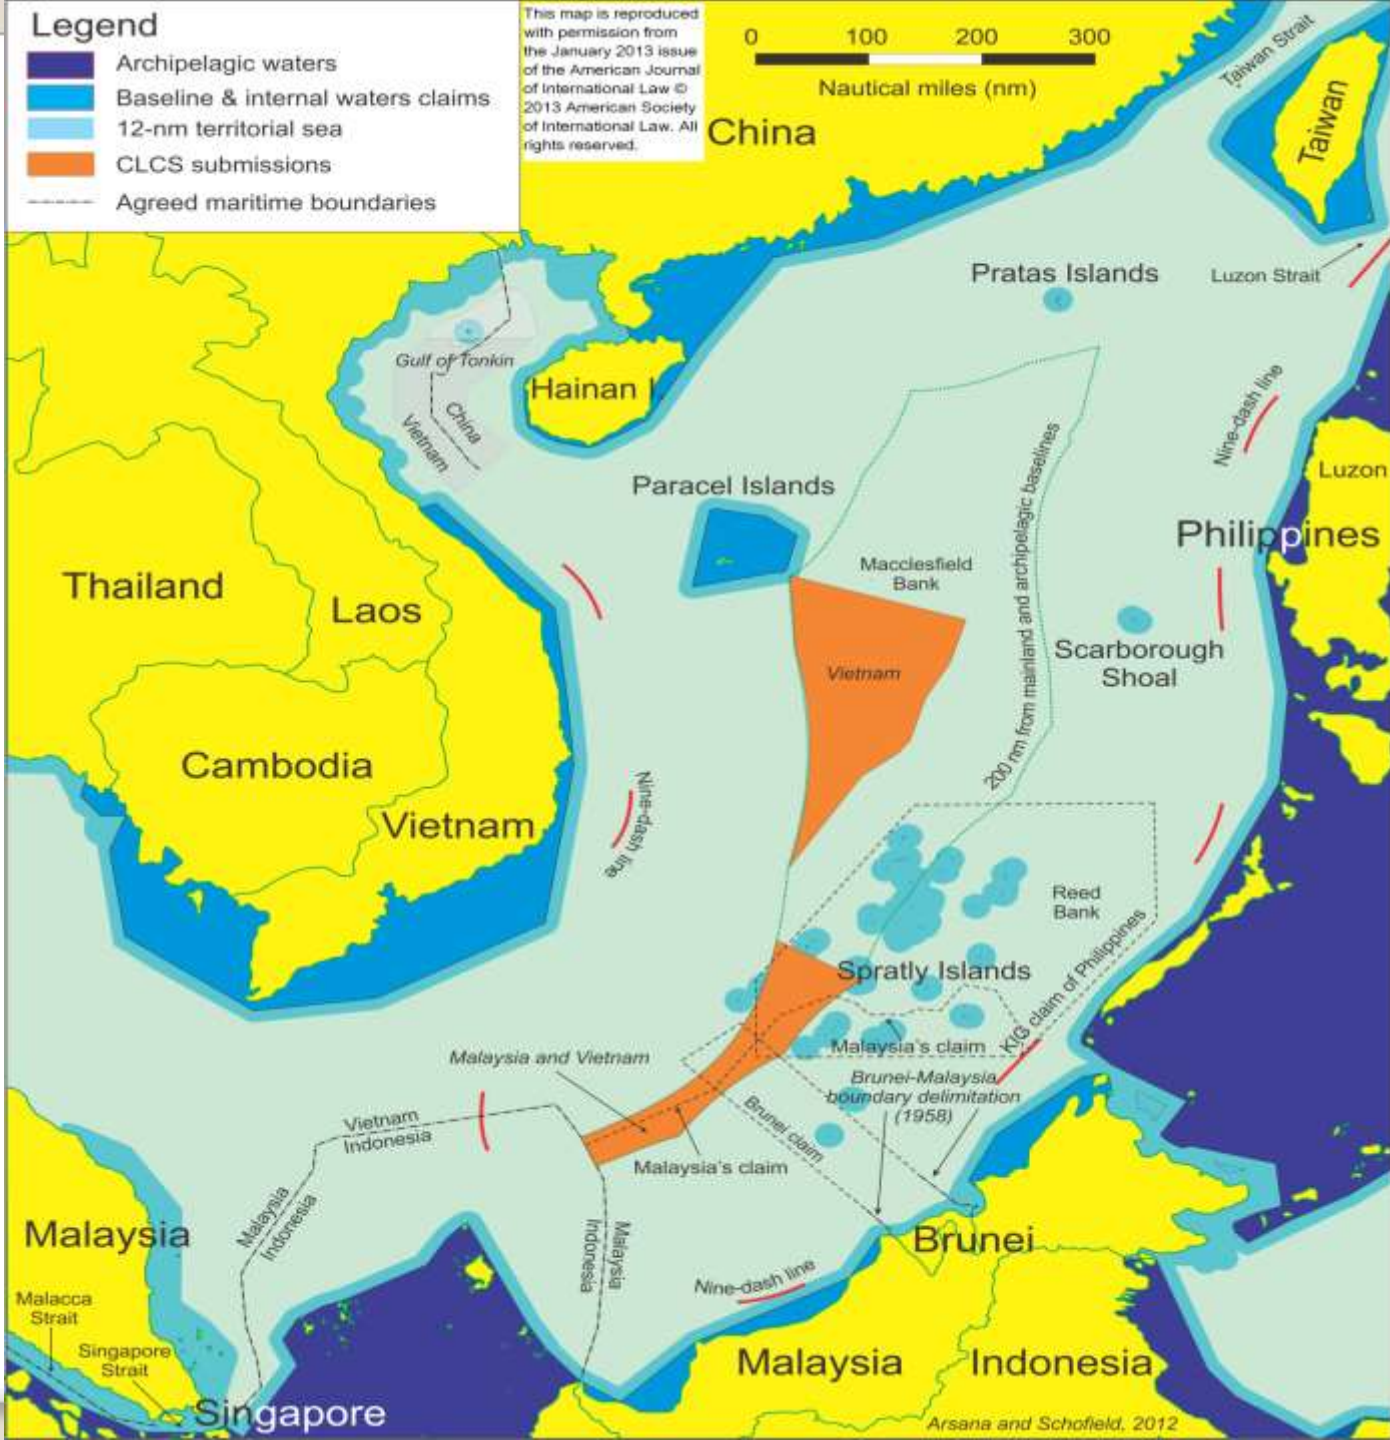 Legend
Archipelagic waters
Baseline & internal waters claims
12-nm territorial sea
CLCS submissions
Agreed maritime boundaries
This map is reproduced
with permission from
the January 2013 issue
of the American Journal
of International Law ©
2013 American Society
of International Law. All
rights reserved.
0 100 200 300
Nautical miles (nm)
Taiwan Strait
China
Taiwan
Pratas Islands
Luzon Strait
Gulf of Tonkin
Hainan I
China
Vietnam
Nine-dash line
200 nm from mainland and archipelagic baselines
Luzon
Paracel Islands
Philippines
Macclesfield
Bank
Thailand
Laos
Scarborough
Shoal
Vietnam
Cambodia
Vietnam
Nine-dash line
Reed
Bank
Spratly Islands
KIG claim of Philippines
Malaysia and Vietnam
Malaysia's claim
Brunei-Malaysia
boundary delimitation
(1958)
Vietnam
Indonesia
Brunei claim
Malaysia's claim
Malaysia
Indonesia
Malaysia
Indonesia
Malaysia
Brunei
Nine-dash line
Malacca
Strait
Singapore
Strait
Malaysia
Indonesia
Singapore
Arsana and Schofield, 2012